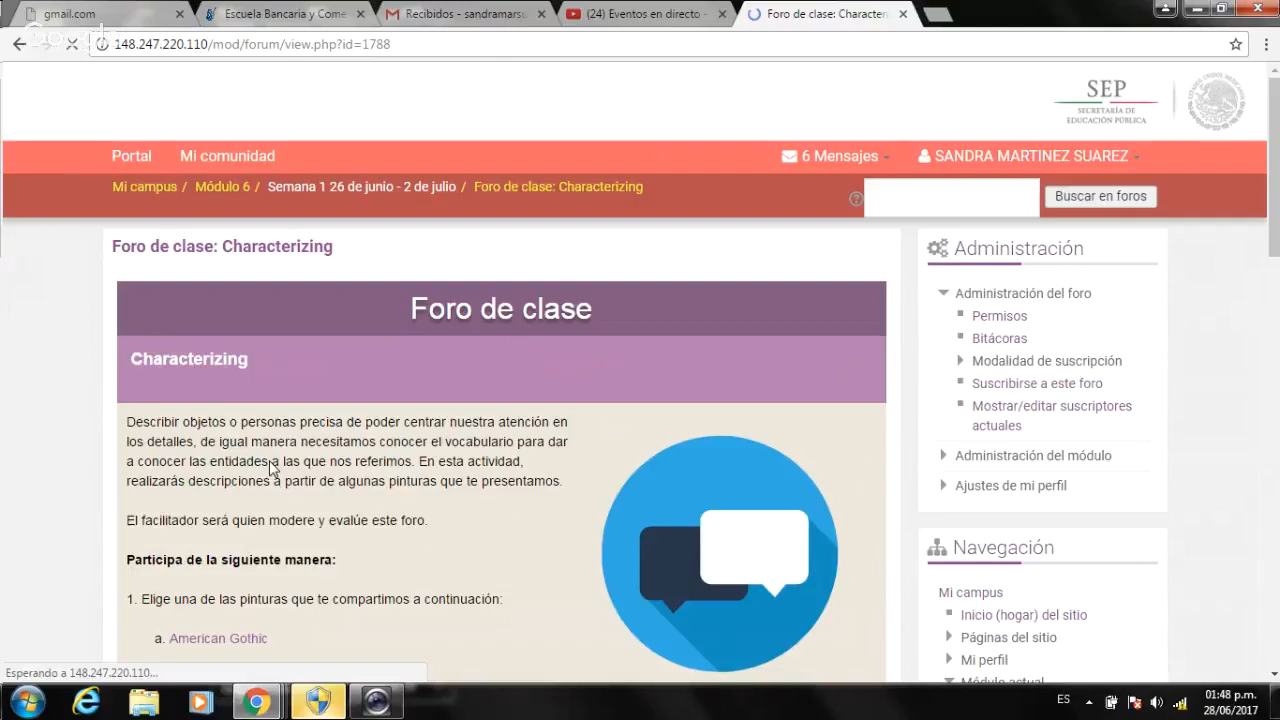 gmail.com
Escuela Bancaria y Come
Recibidos - sandramarsu
(24) Eventos en directo -
Foro de clase: Character
148.247.220.110/mod/forum/view.php?id=1788
SEP
SECRETARÍA DE
EDUCACIÓN PÚBLICA
Portal
Mi comunidad
6 Mensajes
SANDRA MARTINEZ SUAREZ
Mi campus / Módulo 6 / Semana 1 26 de junio - 2 de julio / Foro de clase: Characterizing
Buscar en foros
Foro de clase: Characterizing
Foro de clase
Characterizing
Describir objetos o personas precisa de poder centrar nuestra atención en
los detalles, de igual manera necesitamos conocer el vocabulario para dar
a conocer las entidades a las que nos referimos. En esta actividad,
realizarás descripciones a partir de algunas pinturas que te presentamos.
El facilitador será quien modere y evalúe este foro.
Participa de la siguiente manera:
1. Elige una de las pinturas que te compartimos a continuación:
a. American Gothic
Administración
Administración del foro
Permisos
Bitácoras
Modalidad de suscripción
Suscribirse a este foro
Mostrar/editar suscriptores
actuales
Administración del módulo
Ajustes de mi perfil
Navegación
Mi campus
Inicio (hogar) del sitio
Páginas del sitio
Mi perfil
Módulo actual
Esperando a 148.247.220.110...
ES
01:48 p.m.
28/06/2017